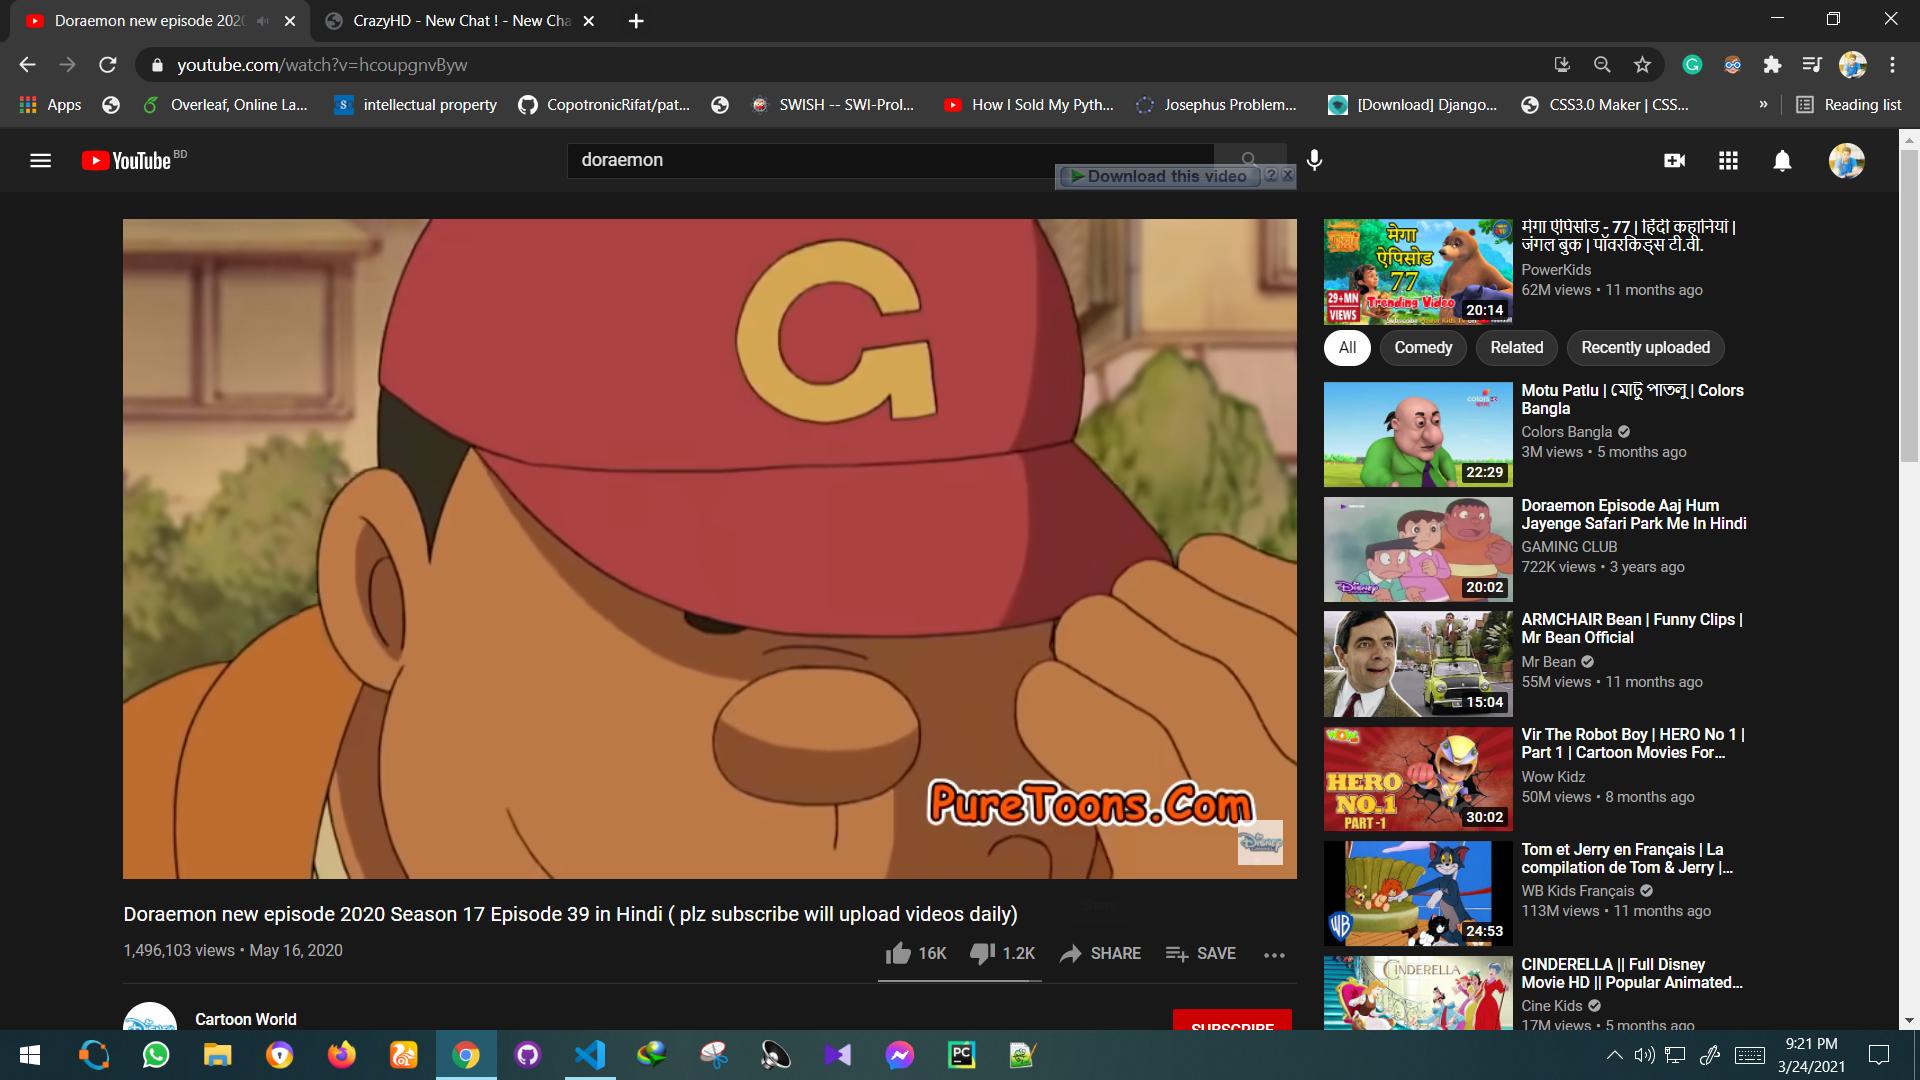 Doraemon new episode 202
CrazyHD - New Chat ! - New Cha
youtube.com/watch?v=hcoupgnvByw
Apps
Overleaf, Online La...
intellectual property
CopotronicRifat/pat...
SWISH -- SWI-Prol...
How I Sold My Pyth...
Josephus Problem...
[Download] Django...
CSS3.0 Maker | CSS...
»
Reading list
YouTube BD
doraemon
Download this video
G
PureToons.Com
Doraemon new episode 2020 Season 17 Episode 39 in Hindi ( plz subscribe will upload videos daily)
1,496,103 views • May 16, 2020
16K
1.2K
SHARE
SAVE
Cartoon World
SUBSCRIBE
मेगा ऐपिसोड 77
29+MN VIEWS
Trending Video
20:14
मेगा ऐपिसोड - 77 | हिंदी कहानियां |
जंगल बुक | पॉवरकिड्स टी.वी.
PowerKids
62M views • 11 months ago
All
Comedy
Related
Recently uploaded
22:29
Motu Patlu | মোটু পাতলু | Colors
Bangla
Colors Bangla
3M views • 5 months ago
20:02
Doraemon Episode Aaj Hum
Jayenge Safari Park Me In Hindi
GAMING CLUB
722K views • 3 years ago
15:04
ARMCHAIR Bean | Funny Clips |
Mr Bean Official
Mr Bean
55M views • 11 months ago
WOW
HERO
NO.1
PART -1
30:02
Vir The Robot Boy | HERO No 1 |
Part 1 | Cartoon Movies For...
Wow Kidz
50M views • 8 months ago
WB
24:53
Tom et Jerry en Français | La
compilation de Tom & Jerry |...
WB Kids Français
113M views • 11 months ago
CINDERELLA
CINDERELLA || Full Disney
Movie HD || Popular Animated...
Cine Kids
17M views • 5 months ago
9:21 PM
3/24/2021